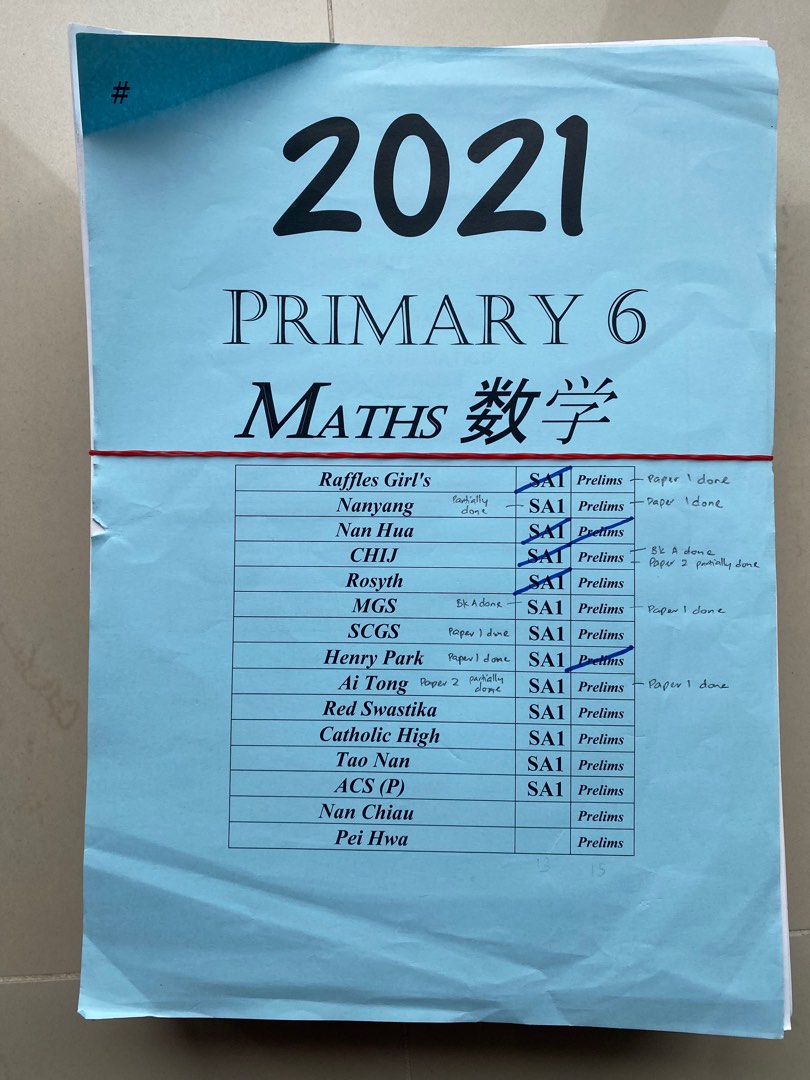 #
2021
PRIMARY 6
MATHS 数学
Raffles Girl's SA1 Prelims - Paper 1 done
Nanyang Partially done - SA1 Prelims - Paper 1 done
Nan Hua SA1 Prelims
CHIJ SA1 Prelims - Bk A done - Paper 2 partially done
Rosyth SA1 Prelims
MGS Bk A done - SA1 Prelims - Paper 1 done
SCGS Paper 1 done SA1 Prelims
Henry Park Paper 1 done SA1 Prelims
Ai Tong Paper 2 partially done SA1 Prelims - Paper 1 done
Red Swastika SA1 Prelims
Catholic High SA1 Prelims
Tao Nan SA1 Prelims
ACS (P) SA1 Prelims
Nan Chiau Prelims
Pei Hwa Prelims
13 15